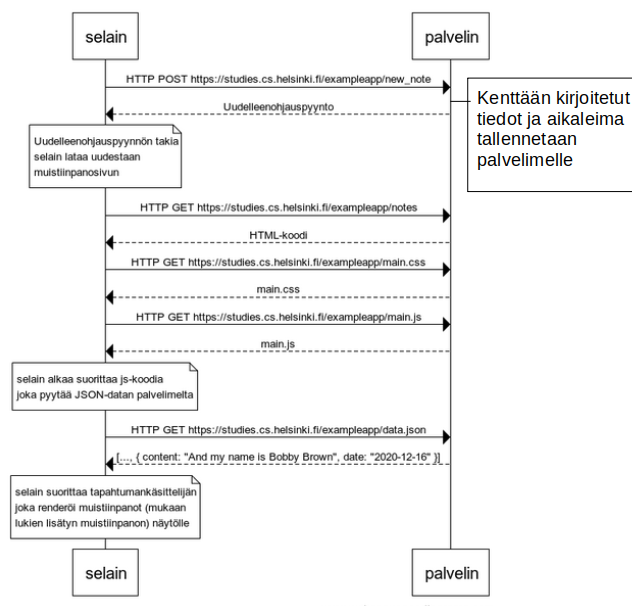 selain
palvelin
HTTP POST https://studies.cs.helsinki.fi/exampleapp/new_note
Kenttään kirjoitetut
tiedot ja aikaleima
tallennetaan
palvelimelle
Uudelleenohjauspyynto
Uudelleenohjauspyynnön takia
selain lataa uudestaan
muistiinpanosivun
HTTP GET https://studies.cs.helsinki.fi/exampleapp/notes
HTML-koodi
HTTP GET https://studies.cs.helsinki.fi/exampleapp/main.css
main.css
HTTP GET https://studies.cs.helsinki.fi/exampleapp/main.js
main.js
selain alkaa suorittaa js-koodia
joka pyytää JSON-datan palvelimelta
HTTP GET https://studies.cs.helsinki.fi/exampleapp/data.json
[..., { content: "And my name is Bobby Brown", date: "2020-12-16" }]
selain suorittaa tapahtumankäsittelijän
joka renderöi muistiinpanot (mukaan
lukien lisätyn muistiinpanon) näytölle
selain
palvelin